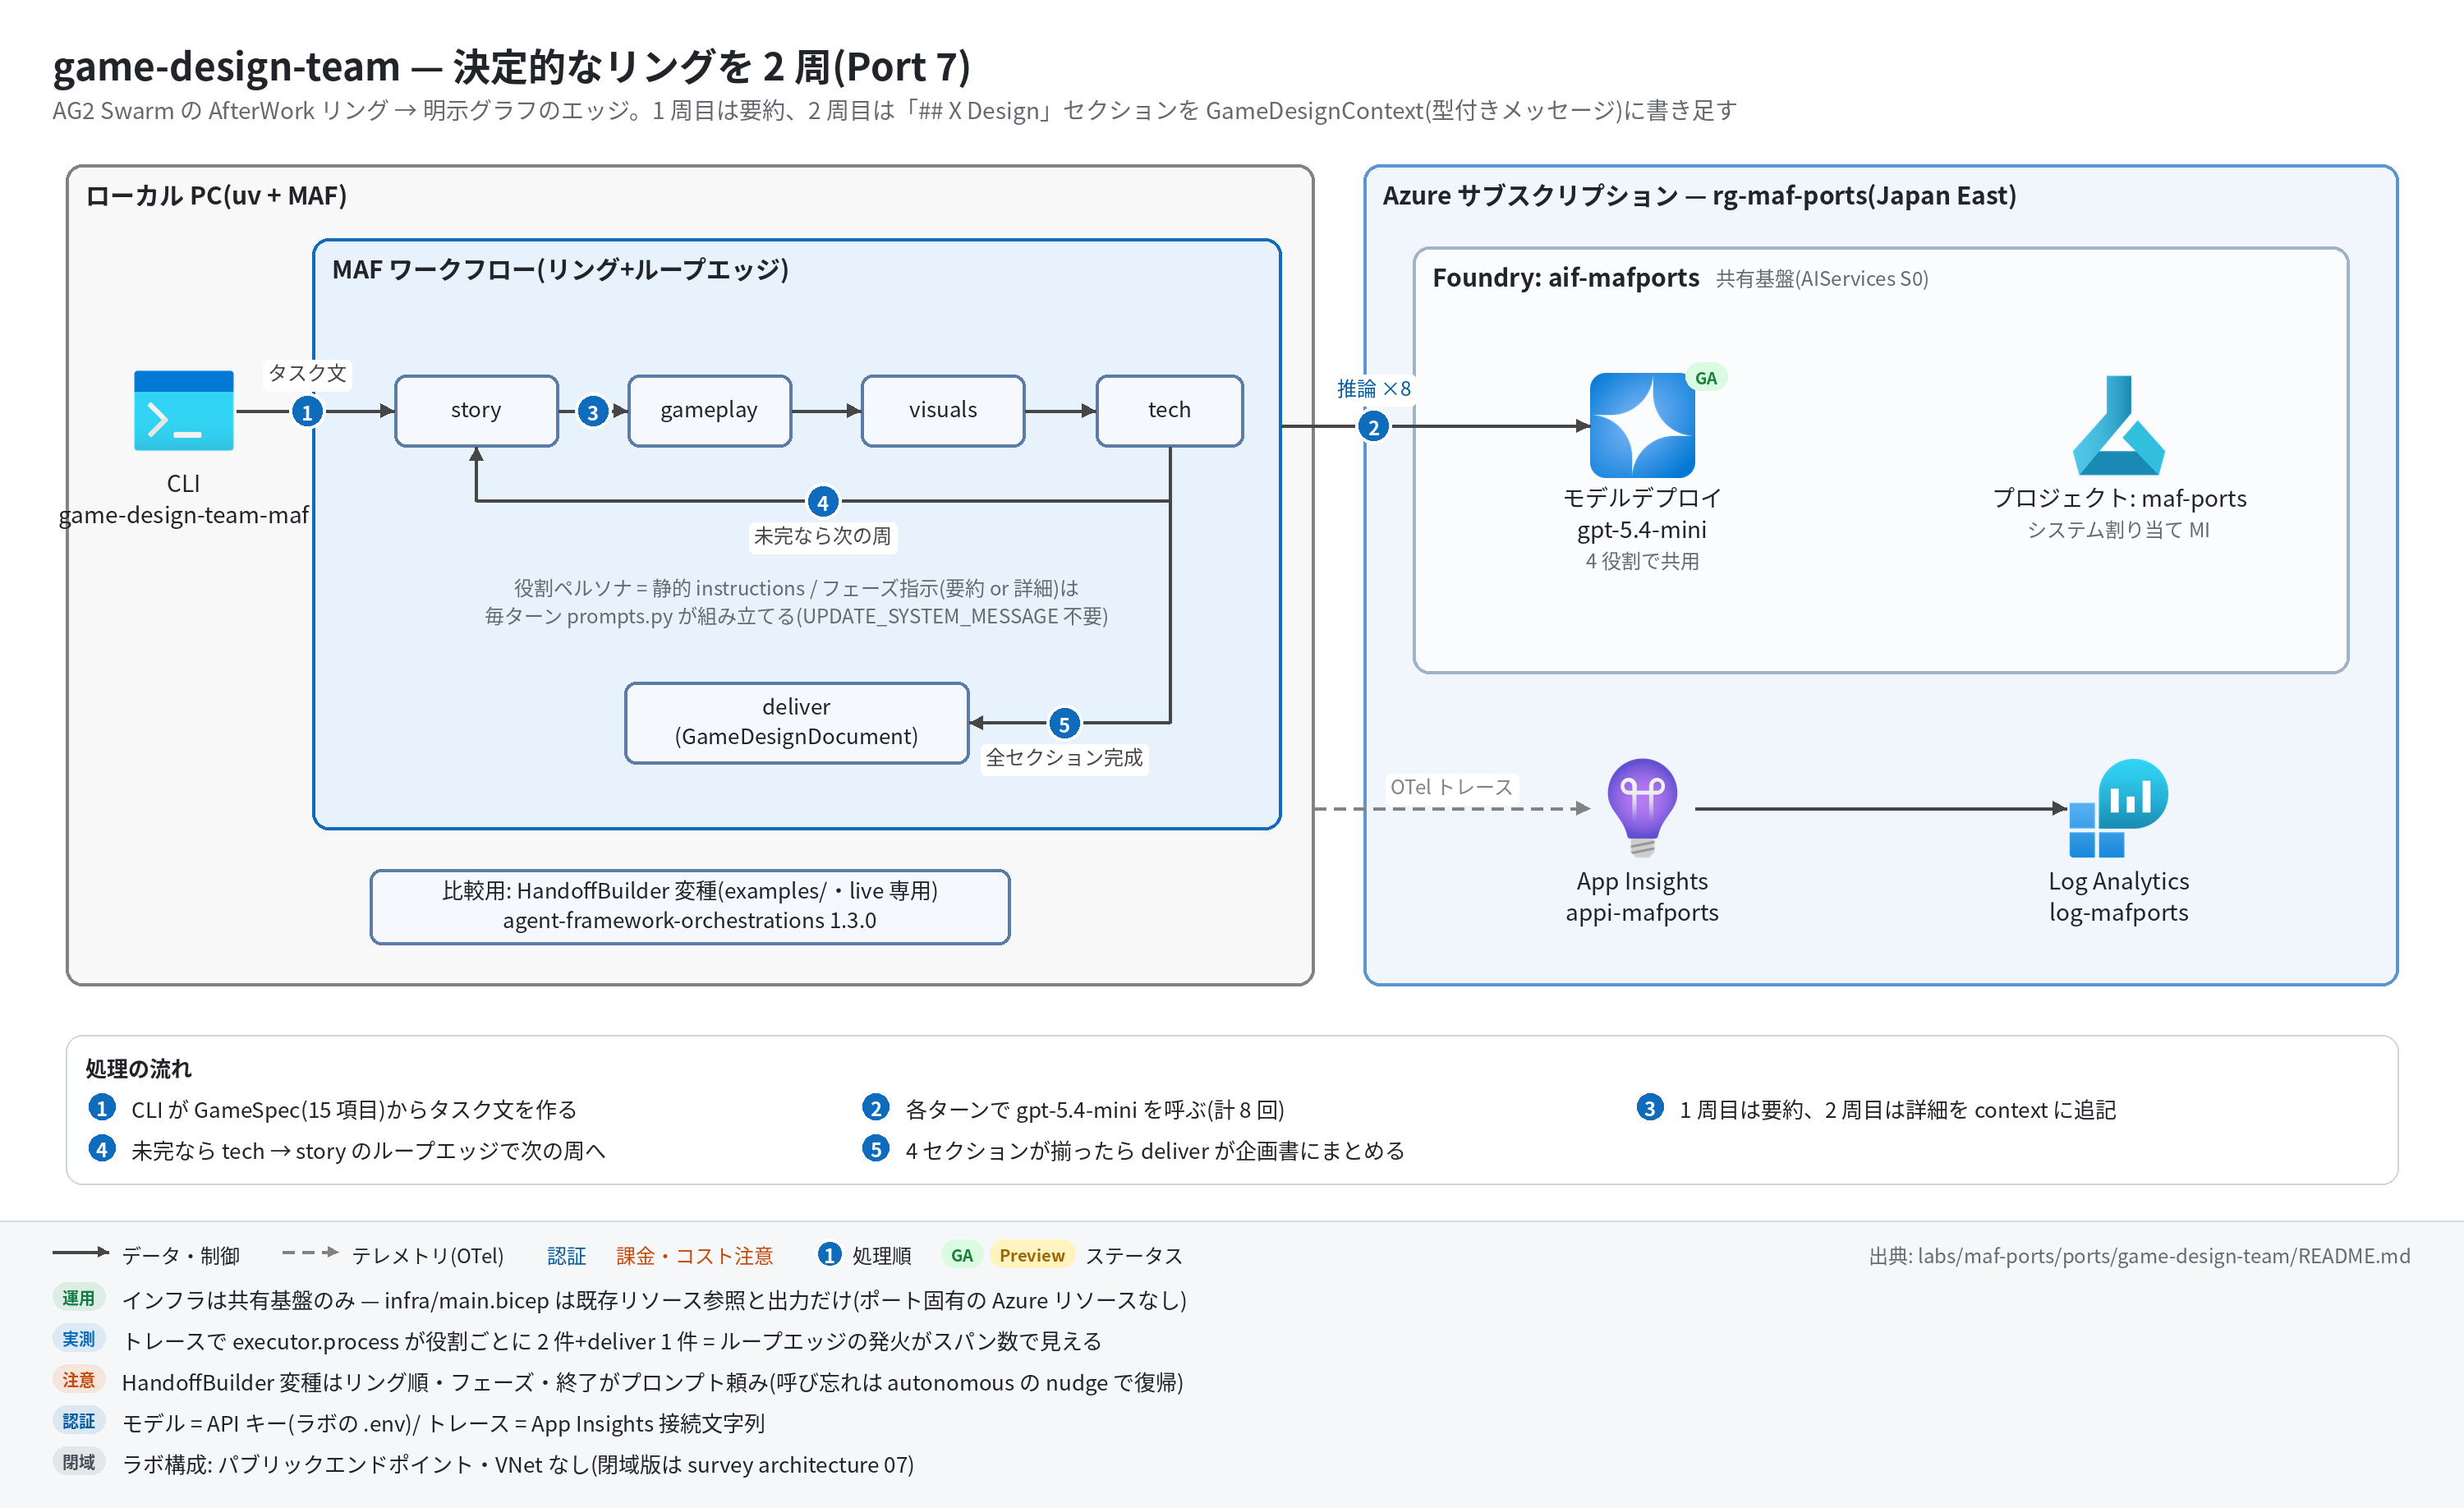 game-design-team — 決定的なリングを 2 周(Port 7)
AG2 Swarm の AfterWork リング → 明示グラフのエッジ。1 周目は要約、2 周目は「## X Design」セクションを GameDesignContext(型付きメッセージ)に書き足す
ローカル PC(uv + MAF)
MAF ワークフロー(リング+ループエッジ)
タスク文
1
CLI
game-design-team-maf
story
3
gameplay
visuals
tech
4
未完なら次の周
役割ペルソナ = 静的 instructions / フェーズ指示(要約 or 詳細)は
毎ターン prompts.py が組み立てる(UPDATE_SYSTEM_MESSAGE 不要)
deliver
(GameDesignDocument)
5
全セクション完成
比較用: HandoffBuilder 変種(examples/・live 専用)
agent-framework-orchestrations 1.3.0
推論 ×8
2
OTel トレース
Azure サブスクリプション — rg-maf-ports(Japan East)
Foundry: aif-mafports 共有基盤(AIServices S0)
GA
モデルデプロイ
gpt-5.4-mini
4 役割で共用
プロジェクト: maf-ports
システム割り当て MI
App Insights
appi-mafports
Log Analytics
log-mafports
処理の流れ
1 CLI が GameSpec(15 項目)からタスク文を作る
2 各ターンで gpt-5.4-mini を呼ぶ(計 8 回)
3 1 周目は要約、2 周目は詳細を context に追記
4 未完なら tech → story のループエッジで次の周へ
5 4 セクションが揃ったら deliver が企画書にまとめる
データ・制御 テレメトリ(OTel) 認証 課金・コスト注意 1 処理順 GA Preview ステータス
出典: labs/maf-ports/ports/game-design-team/README.md
運用 インフラは共有基盤のみ — infra/main.bicep は既存リソース参照と出力だけ(ポート固有の Azure リソースなし)
実測 トレースで executor.process が役割ごとに 2 件+deliver 1 件 = ループエッジの発火がスパン数で見える
注意 HandoffBuilder 変種はリング順・フェーズ・終了がプロンプト頼み(呼び忘れは autonomous の nudge で復帰)
認証 モデル = API キー(ラボの .env)/ トレース = App Insights 接続文字列
閉域 ラボ構成: パブリックエンドポイント・VNet なし(閉域版は survey architecture 07)